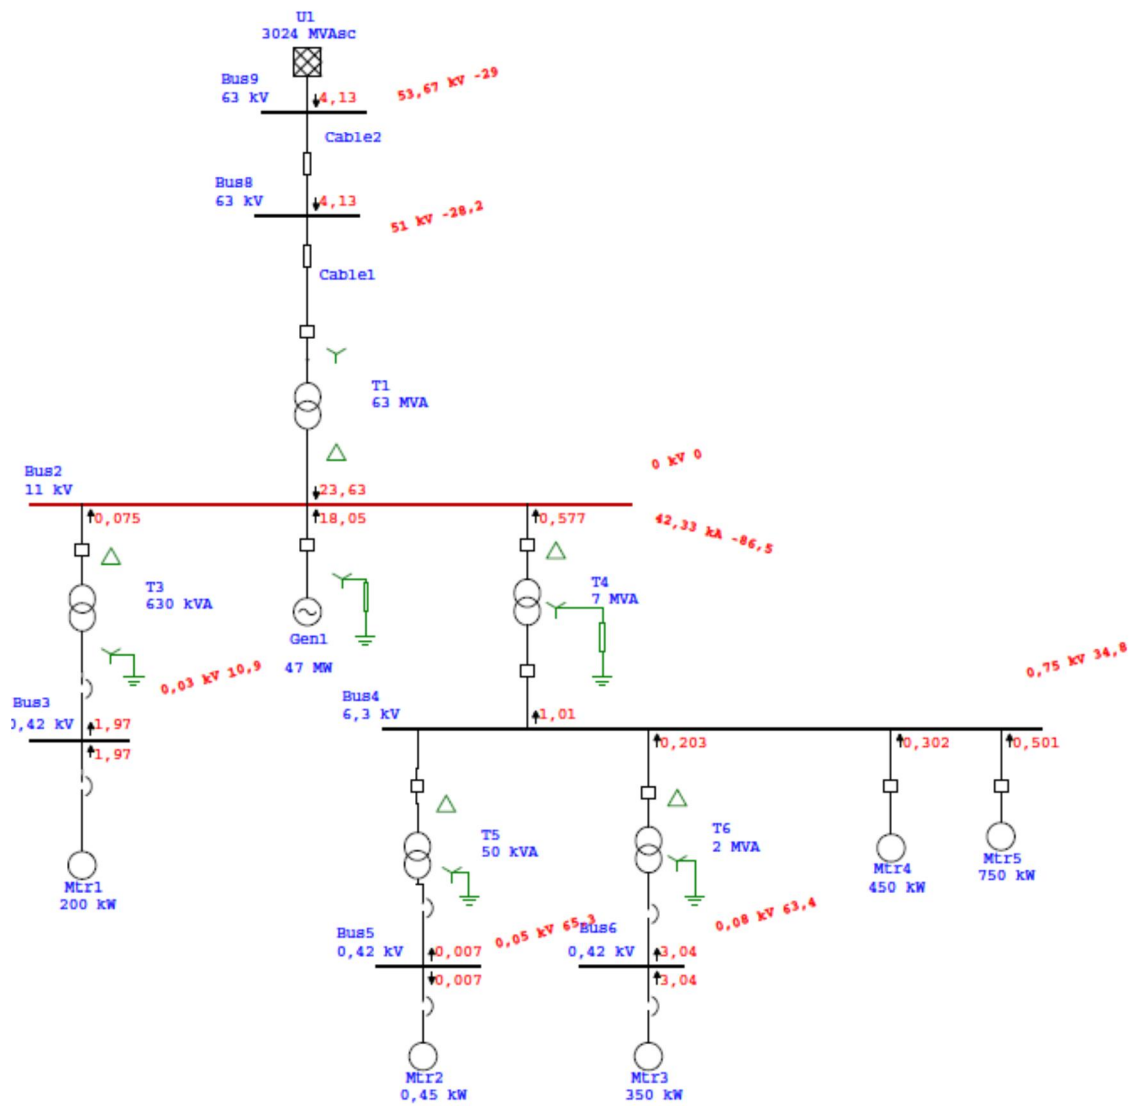 U1
3024 MVAsc
Bus9
63 kV
4,13
53,67 kV -29
Cable2
Bus8
63 kV
4,13
51 kV -28,2
Cable1
T1
63 MVA
Bus2
11 kV
23,63
0 kV 0
0,075
18,05
0,577
42,33 kA -86,5
T3
630 kVA
Gen1
47 MW
T4
7 MVA
0,03 kV 10,9
0,75 kV 34,8
Bus3
0,42 kV
1,97
1,97
Bus4
6,3 kV
1,01
0,203
0,302
0,501
Mtr1
200 kW
T5
50 kVA
T6
2 MVA
Mtr4
450 kW
Mtr5
750 kW
Bus5
0,42 kV
0,007
0,007
0,05 kV 65,3
Bus6
0,42 kV
3,04
3,04
0,08 kV 63,4
Mtr2
0,45 kW
Mtr3
350 kW